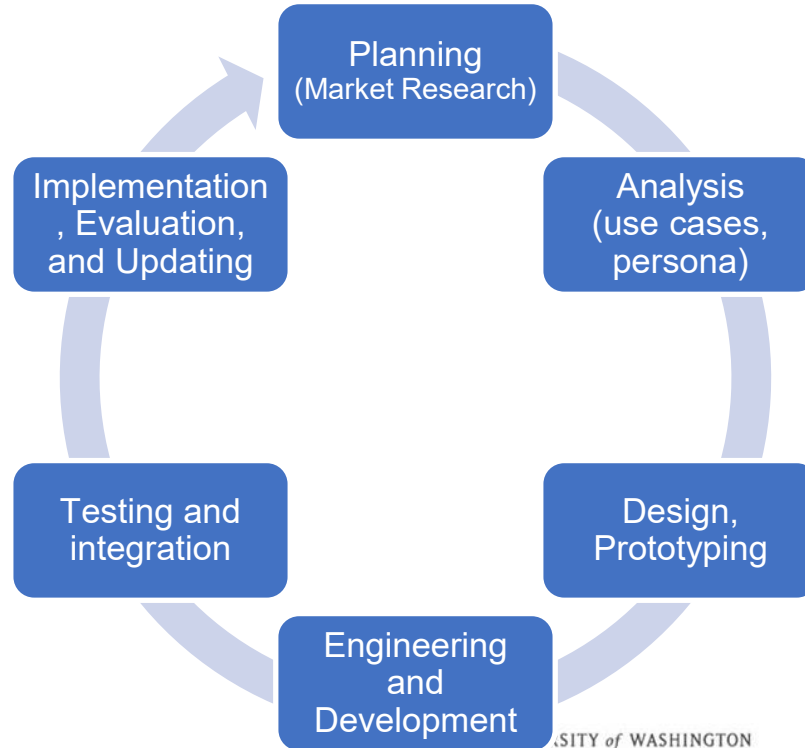 Planning
(Market Research)
Analysis
(use cases,
persona)
Design,
Prototyping
Engineering
and
Development
Testing and
integration
Implementation
, Evaluation,
and Updating
of WASHINGTON